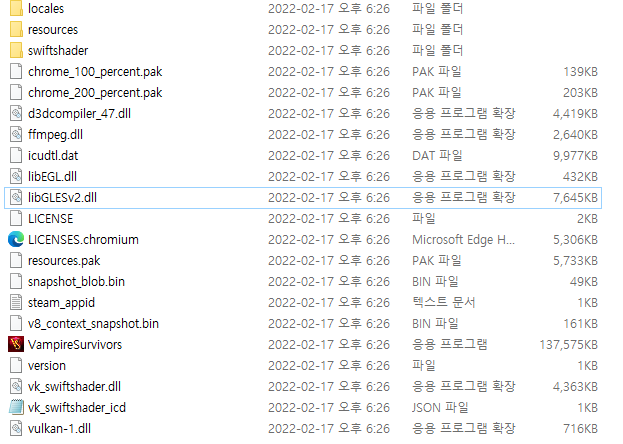 locales 2022-02-17 오후 6:26 파일 폴더
resources 2022-02-17 오후 6:26 파일 폴더
swiftshader 2022-02-17 오후 6:26 파일 폴더
chrome_100_percent.pak 2022-02-17 오후 6:26 PAK 파일 139KB
chrome_200_percent.pak 2022-02-17 오후 6:26 PAK 파일 203KB
d3dcompiler_47.dll 2022-02-17 오후 6:26 응용 프로그램 확장 4,419KB
ffmpeg.dll 2022-02-17 오후 6:26 응용 프로그램 확장 2,640KB
icudtl.dat 2022-02-17 오후 6:26 DAT 파일 9,977KB
libEGL.dll 2022-02-17 오후 6:26 응용 프로그램 확장 432KB
libGLESv2.dll 2022-02-17 오후 6:26 응용 프로그램 확장 7,645KB
LICENSE 2022-02-17 오후 6:26 파일 2KB
LICENSES.chromium 2022-02-17 오후 6:26 Microsoft Edge H... 5,306KB
resources.pak 2022-02-17 오후 6:26 PAK 파일 5,733KB
snapshot_blob.bin 2022-02-17 오후 6:26 BIN 파일 49KB
steam_appid 2022-02-17 오후 6:26 텍스트 문서 1KB
v8_context_snapshot.bin 2022-02-17 오후 6:26 BIN 파일 161KB
VampireSurvivors 2022-02-17 오후 6:26 응용 프로그램 137,575KB
version 2022-02-17 오후 6:26 파일 1KB
vk_swiftshader.dll 2022-02-17 오후 6:26 응용 프로그램 확장 4,363KB
vk_swiftshader_icd 2022-02-17 오후 6:26 JSON 파일 1KB
vulkan-1.dll 2022-02-17 오후 6:26 응용 프로그램 확장 716KB